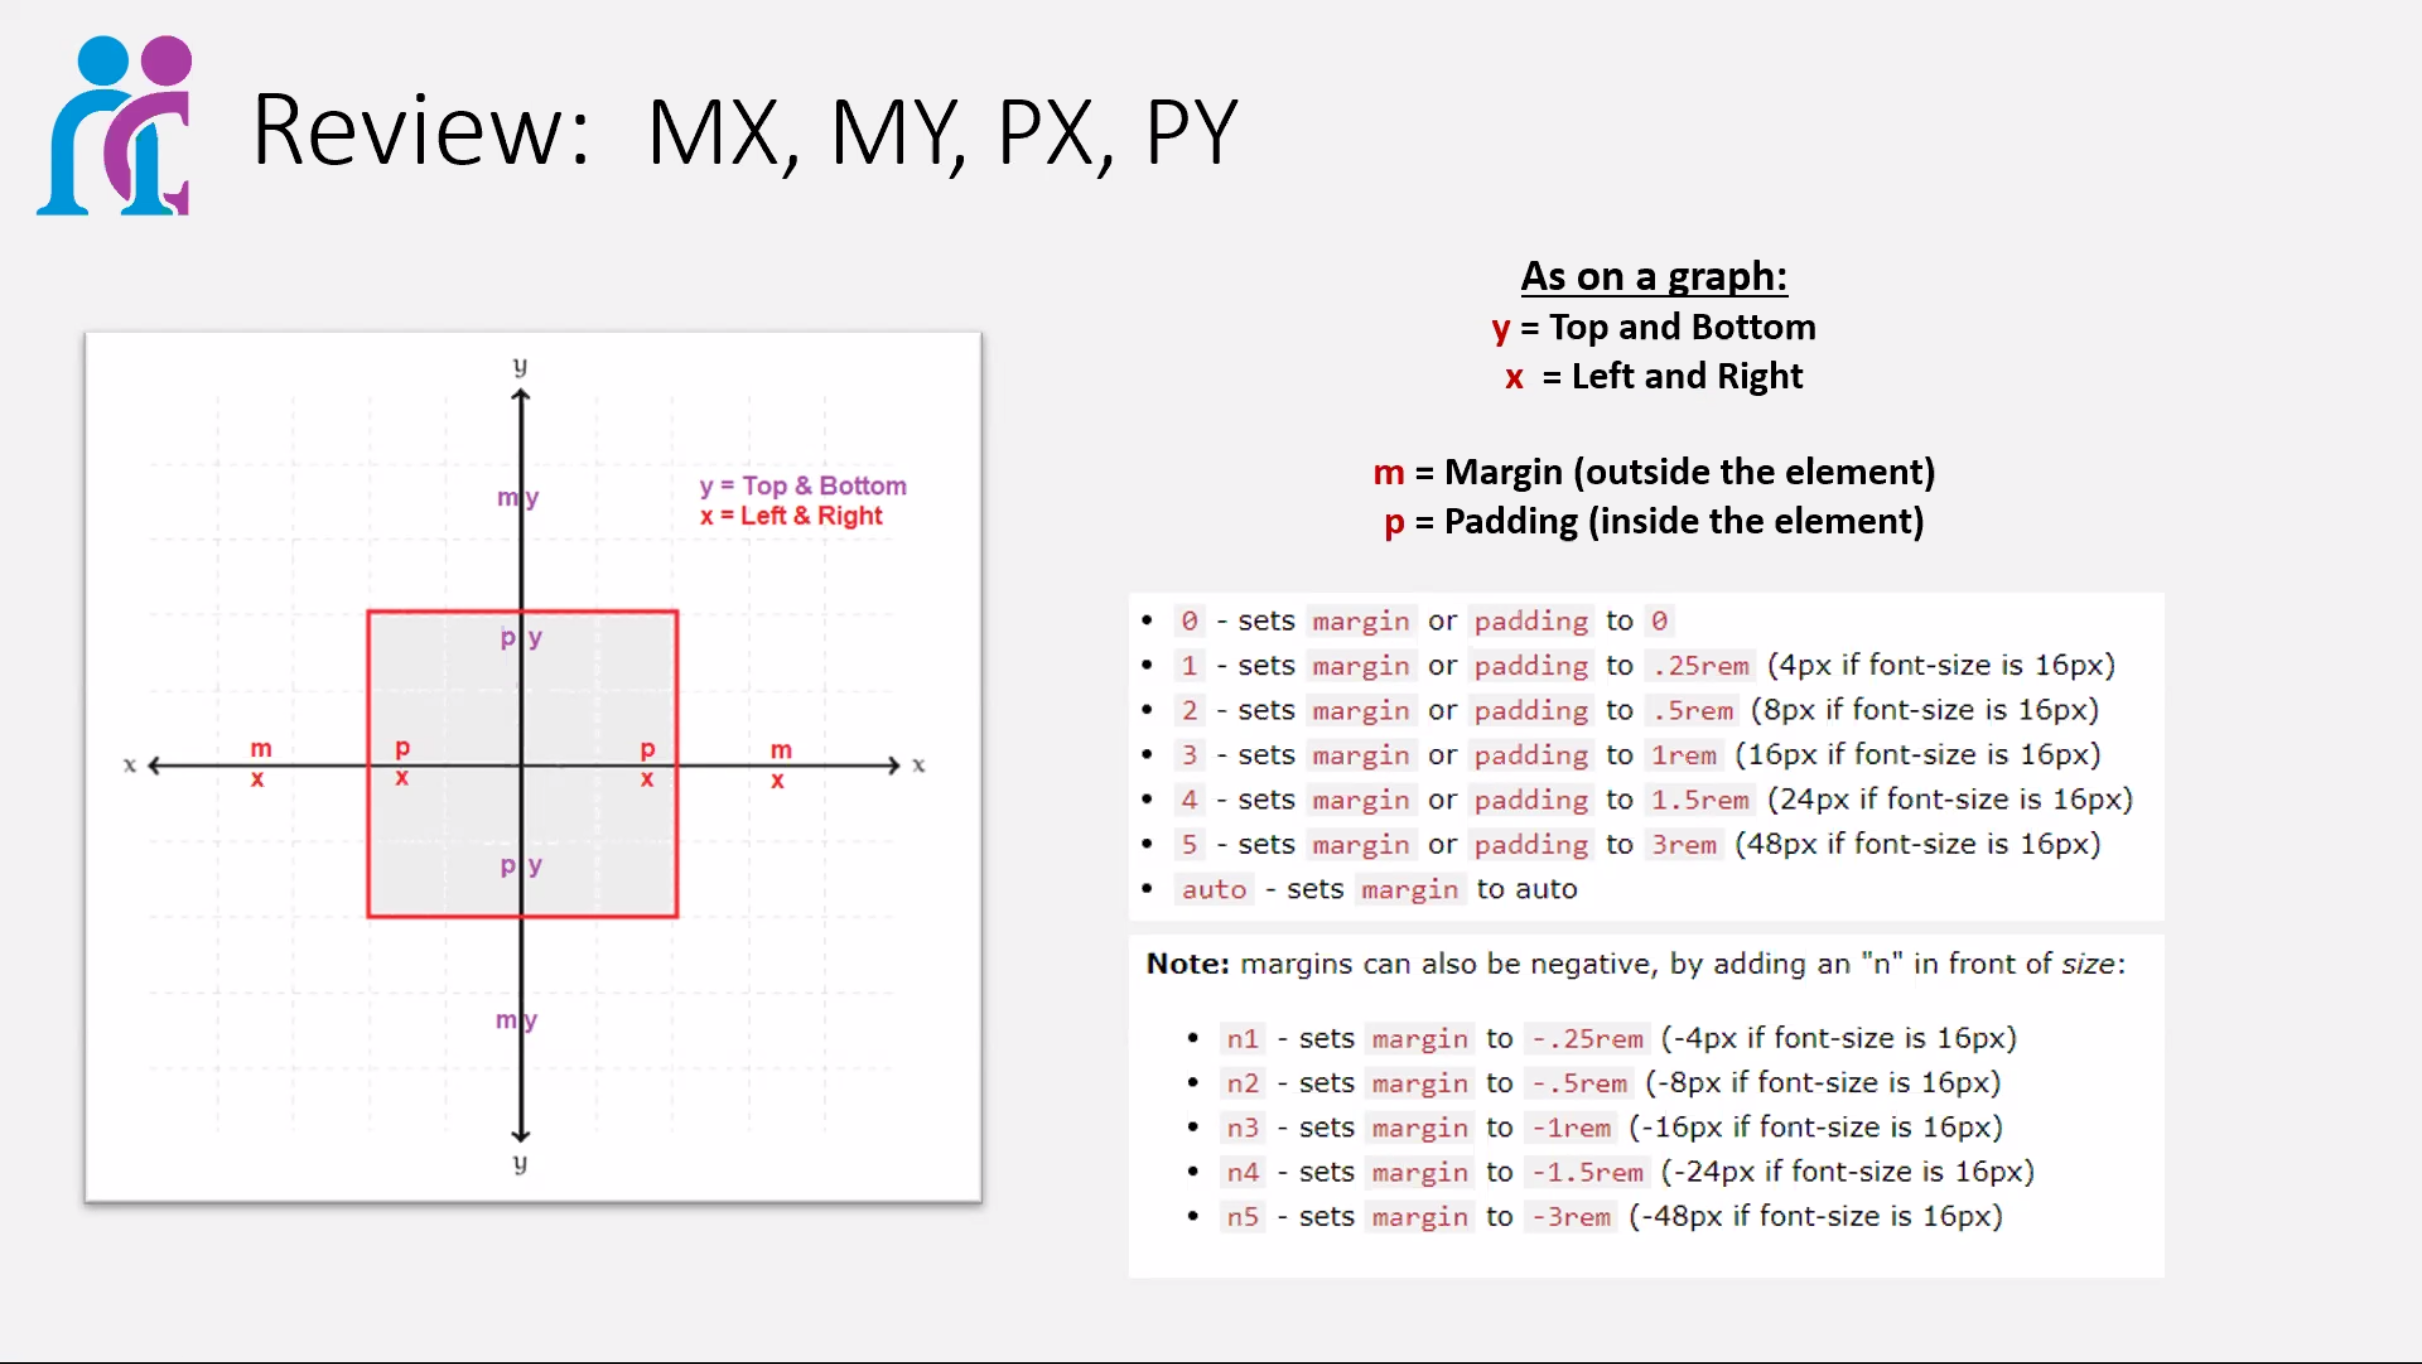 Review: MX, MY, PX, PY
y
m y
y = Top & Bottom
x = Left & Right
p y
m p p m
x x
x x x x
p y
m y
y
As on a graph:
y = Top and Bottom
x = Left and Right
m = Margin (outside the element)
p = Padding (inside the element)
• 0 - sets margin or padding to 0
• 1 - sets margin or padding to .25rem (4px if font-size is 16px)
• 2 - sets margin or padding to .5rem (8px if font-size is 16px)
• 3 - sets margin or padding to 1rem (16px if font-size is 16px)
• 4 - sets margin or padding to 1.5rem (24px if font-size is 16px)
• 5 - sets margin or padding to 3rem (48px if font-size is 16px)
• auto - sets margin to auto
Note: margins can also be negative, by adding an "n" in front of size:
• n1 - sets margin to -.25rem (-4px if font-size is 16px)
• n2 - sets margin to -.5rem (-8px if font-size is 16px)
• n3 - sets margin to -1rem (-16px if font-size is 16px)
• n4 - sets margin to -1.5rem (-24px if font-size is 16px)
• n5 - sets margin to -3rem (-48px if font-size is 16px)